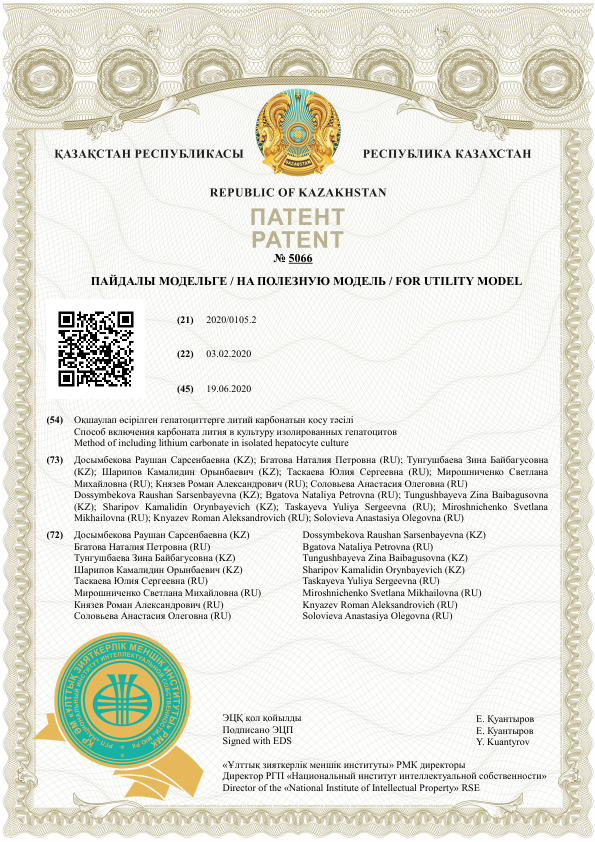 ҚАЗАҚСТАН РЕСПУБЛИКАСЫ
РЕСПУБЛИКА КАЗАХСТАН
REPUBLIC OF KAZAKHSTAN
ПАТЕНТ
PATENT
№ 5066
ПАЙДАЛЫ МОДЕЛЬГЕ / НА ПОЛЕЗНУЮ МОДЕЛЬ / FOR UTILITY MODEL
(21) 2020/0105.2
(22) 03.02.2020
(45) 19.06.2020
(54) Оқшаулап өсірілген гепатоциттерге литий карбонатын қосу тәсілі
Способ включения карбоната лития в культуру изолированных гепатоцитов
Method of including lithium carbonate in isolated hepatocyte culture
(73) Досымбекова Раушан Сарсенбаевна (KZ); Бгатова Наталия Петровна (RU); Тунгушбаева Зина Байбагусовна
(KZ); Шарипов Камалидин Орынбаевич (KZ); Таскаева Юлия Сергеевна (RU); Мирошниченко Светлана
Михайловна (RU); Князев Роман Александрович (RU); Соловьева Анастасия Олеговна (RU)
Dossymbekova Raushan Sarsenbayevna (KZ); Bgatova Nataliya Petrovna (RU); Tungushbayeva Zina Baibagusovna
(KZ); Sharipov Kamalidin Orynbayevich (KZ); Taskayeva Yuliya Sergeevna (RU); Miroshnichenko Svetlana
Mikhailovna (RU); Knyazev Roman Aleksandrovich (RU); Solovieva Anastasiya Olegovna (RU)
(72) Досымбекова Раушан Сарсенбаевна (KZ)
Бгатова Наталия Петровна (RU)
Тунгушбаева Зина Байбагусовна (KZ)
Шарипов Камалидин Орынбаевич (KZ)
Таскаева Юлия Сергеевна (RU)
Мирошниченко Светлана Михайловна (RU)
Князев Роман Александрович (RU)
Соловьева Анастасия Олеговна (RU)
Dossymbekova Raushan Sarsenbayevna (KZ)
Bgatova Nataliya Petrovna (RU)
Tungushbayeva Zina Baibagusovna (KZ)
Sharipov Kamalidin Orynbayevich (KZ)
Taskayeva Yuliya Sergeevna (RU)
Miroshnichenko Svetlana Mikhailovna (RU)
Knyazev Roman Aleksandrovich (RU)
Solovieva Anastasiya Olegovna (RU)
ҚР ӘМ «ҰЛТТЫҚ ЗИЯТКЕРЛІК МЕНШІК ИНСТИТУТЫ» РМК
РГП «НАЦИОНАЛЬНЫЙ ИНСТИТУТ ИНТЕЛЛЕКТУАЛЬНОЙ СОБСТВЕННОСТИ» МЮ РК
ЭЦҚ қол қойылды
Подписано ЭЦП
Signed with EDS
Е. Қуантыров
Е. Куантыров
Y. Kuantyrov
«Ұлттық зияткерлік меншік институты» РМК директоры
Директор РГП «Национальный институт интеллектуальной собственности»
Director of the «National Institute of Intellectual Property» RSE